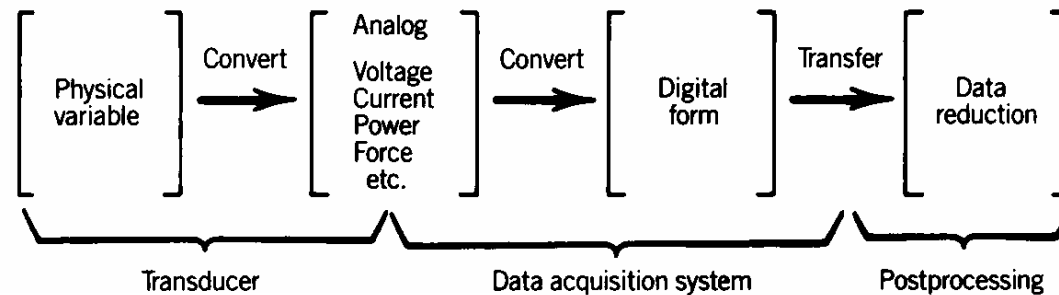 Physical
variable
Convert
Analog
Voltage
Current
Power
Force
etc.
Convert
Digital
form
Transfer
Data
reduction
Transducer
Data acquisition system
Postprocessing